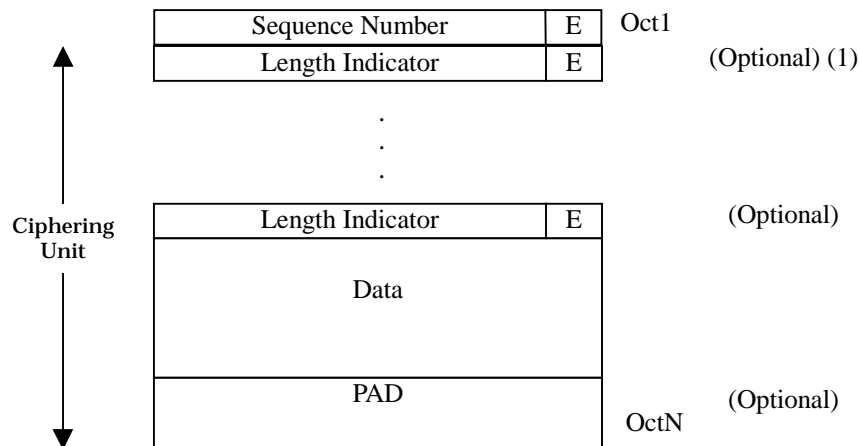 Sequence Number E Oct1
Length Indicator E (Optional) (1)
.
.
.
Length Indicator E (Optional)
Ciphering
Unit
Data
PAD (Optional)
OctN